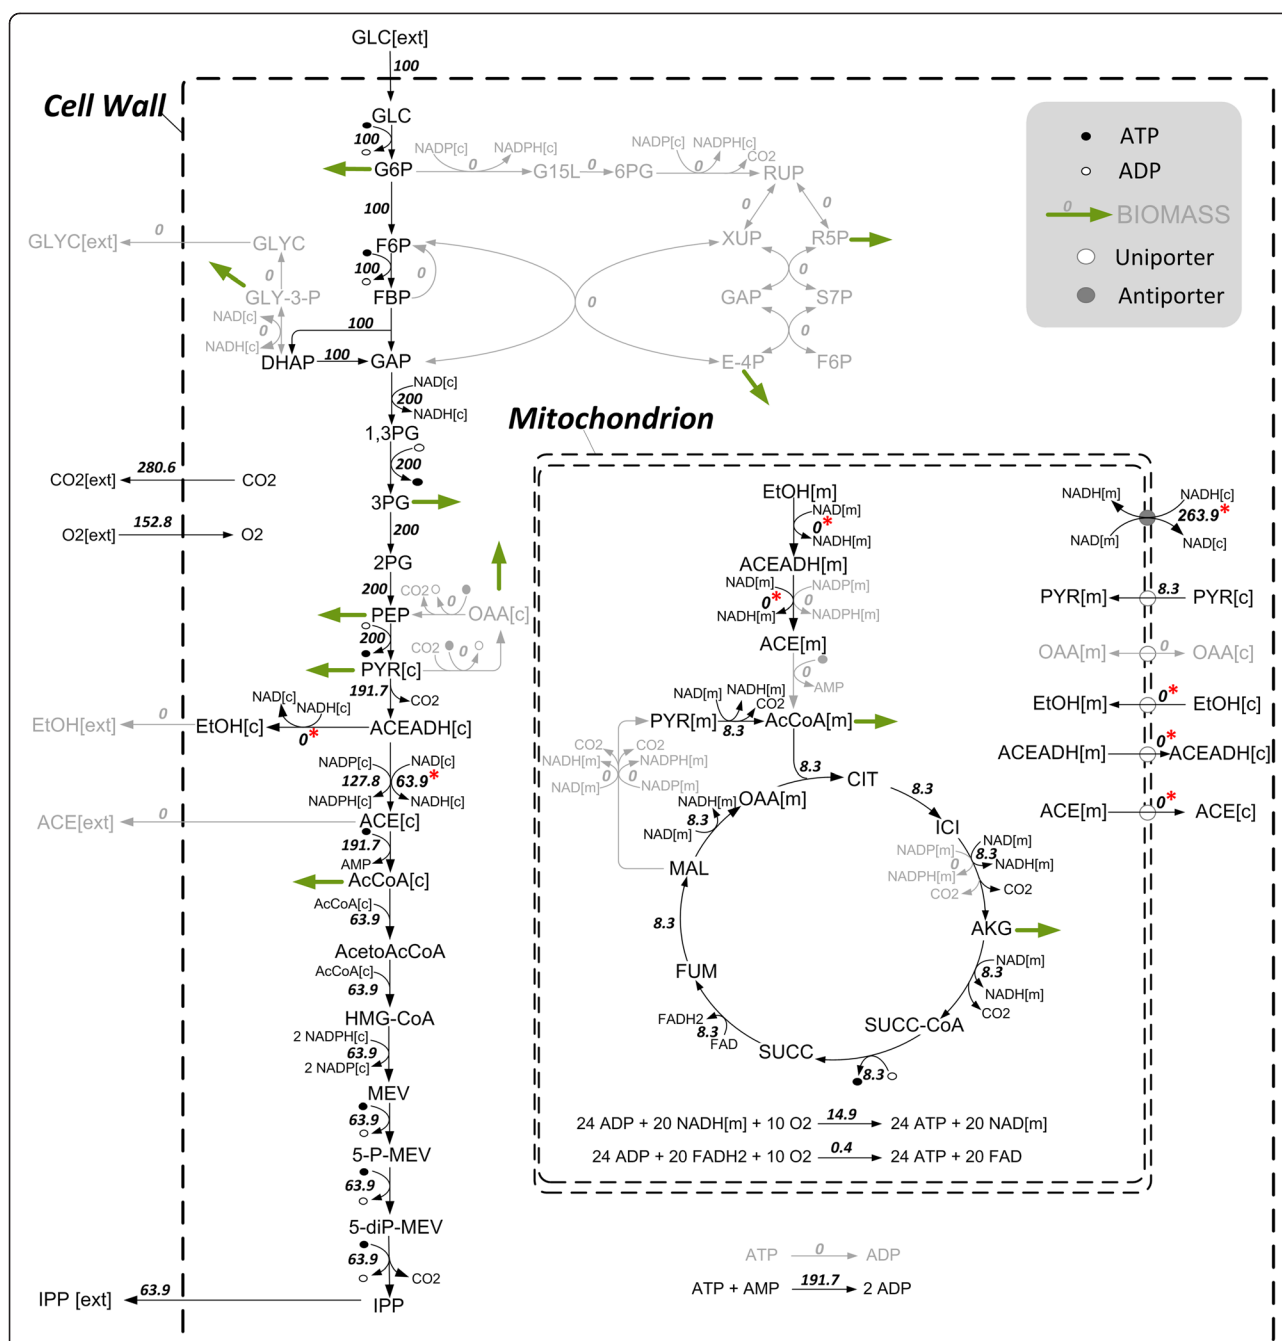 GLC[ext]
100
Cell Wall
GLC
100
G6P
NADP[c]
NADPH[c]
0
G15L
0
6PG
NADP[c]
NADPH[c]
CO2
0
RUP
ATP
ADP
0
BIOMASS
Uniporter
Antiporter
100
0
0
GLYC[ext]
0
GLYC
F6P
XUP
R5P
0
100
0
0
GLY-3-P
FBP
GAP
S7P
NAD[c]
0
NADH[c]
100
0
0
DHAP
100
GAP
E-4P
F6P
NAD[c]
200
NADH[c]
Mitochondrion
1,3PG
200
CO2[ext]
280.6
CO2
3PG
O2[ext]
152.8
O2
200
2PG
200
CO2
0
PEP
OAA[c]
200
CO2
0
PYR[c]
191.7
CO2
NAD[c]
NADH[c]
EtOH[ext]
0
EtOH[c]
0*
ACEADH[c]
NADP[c]
NAD[c]
127.8
63.9*
NADPH[c]
NADH[c]
ACE[ext]
0
ACE[c]
191.7
AMP
AcCoA[c]
AcCoA[c]
63.9
AcetoAcCoA
AcCoA[c]
63.9
HMG-CoA
2 NADPH[c]
63.9
2 NADP[c]
MEV
63.9
5-P-MEV
63.9
5-diP-MEV
63.9
CO2
IPP [ext]
63.9
IPP
EtOH[m]
NAD[m]
0*
NADH[m]
ACEADH[m]
NAD[m]
NADP[m]
0*
0
NADH[m]
NADPH[m]
ACE[m]
0
AMP
NAD[m]
NADH[m]
CO2
PYR[m]
8.3
AcCoA[m]
CO2
CO2
NADH[m]
NADPH[m]
0
0
NAD[m]
NADP[m]
8.3
CIT
NADH[m]
OAA[m]
8.3
8.3
NAD[m]
ICI
NADP[m]
NAD[m]
0
8.3
NADH[m]
NADPH[m]
CO2
CO2
MAL
8.3
AKG
NAD[m]
8.3
NADH[m]
CO2
FUM
FADH2
8.3
FAD
SUCC
SUCC-CoA
8.3
24 ADP + 20 NADH[m] + 10 O2
14.9
24 ATP + 20 NAD[m]
24 ADP + 20 FADH2 + 10 O2
0.4
24 ATP + 20 FAD
NADH[m]
NADH[c]
263.9*
NAD[m]
NAD[c]
PYR[m]
8.3
PYR[c]
OAA[m]
0
OAA[c]
EtOH[m]
0*
EtOH[c]
ACEADH[m]
0*
ACEADH[c]
ACE[m]
0*
ACE[c]
ATP
0
ADP
ATP + AMP
191.7
2 ADP